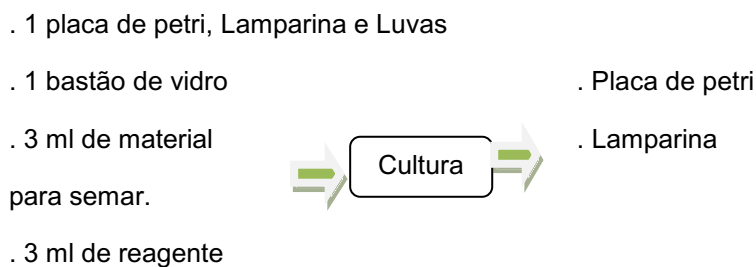 . 1 placa de petri, Lamparina e Luvas
. 1 bastão de vidro
. Placa de petri
. 3 ml de material
. Lamparina
Cultura
para semar.
. 3 ml de reagente